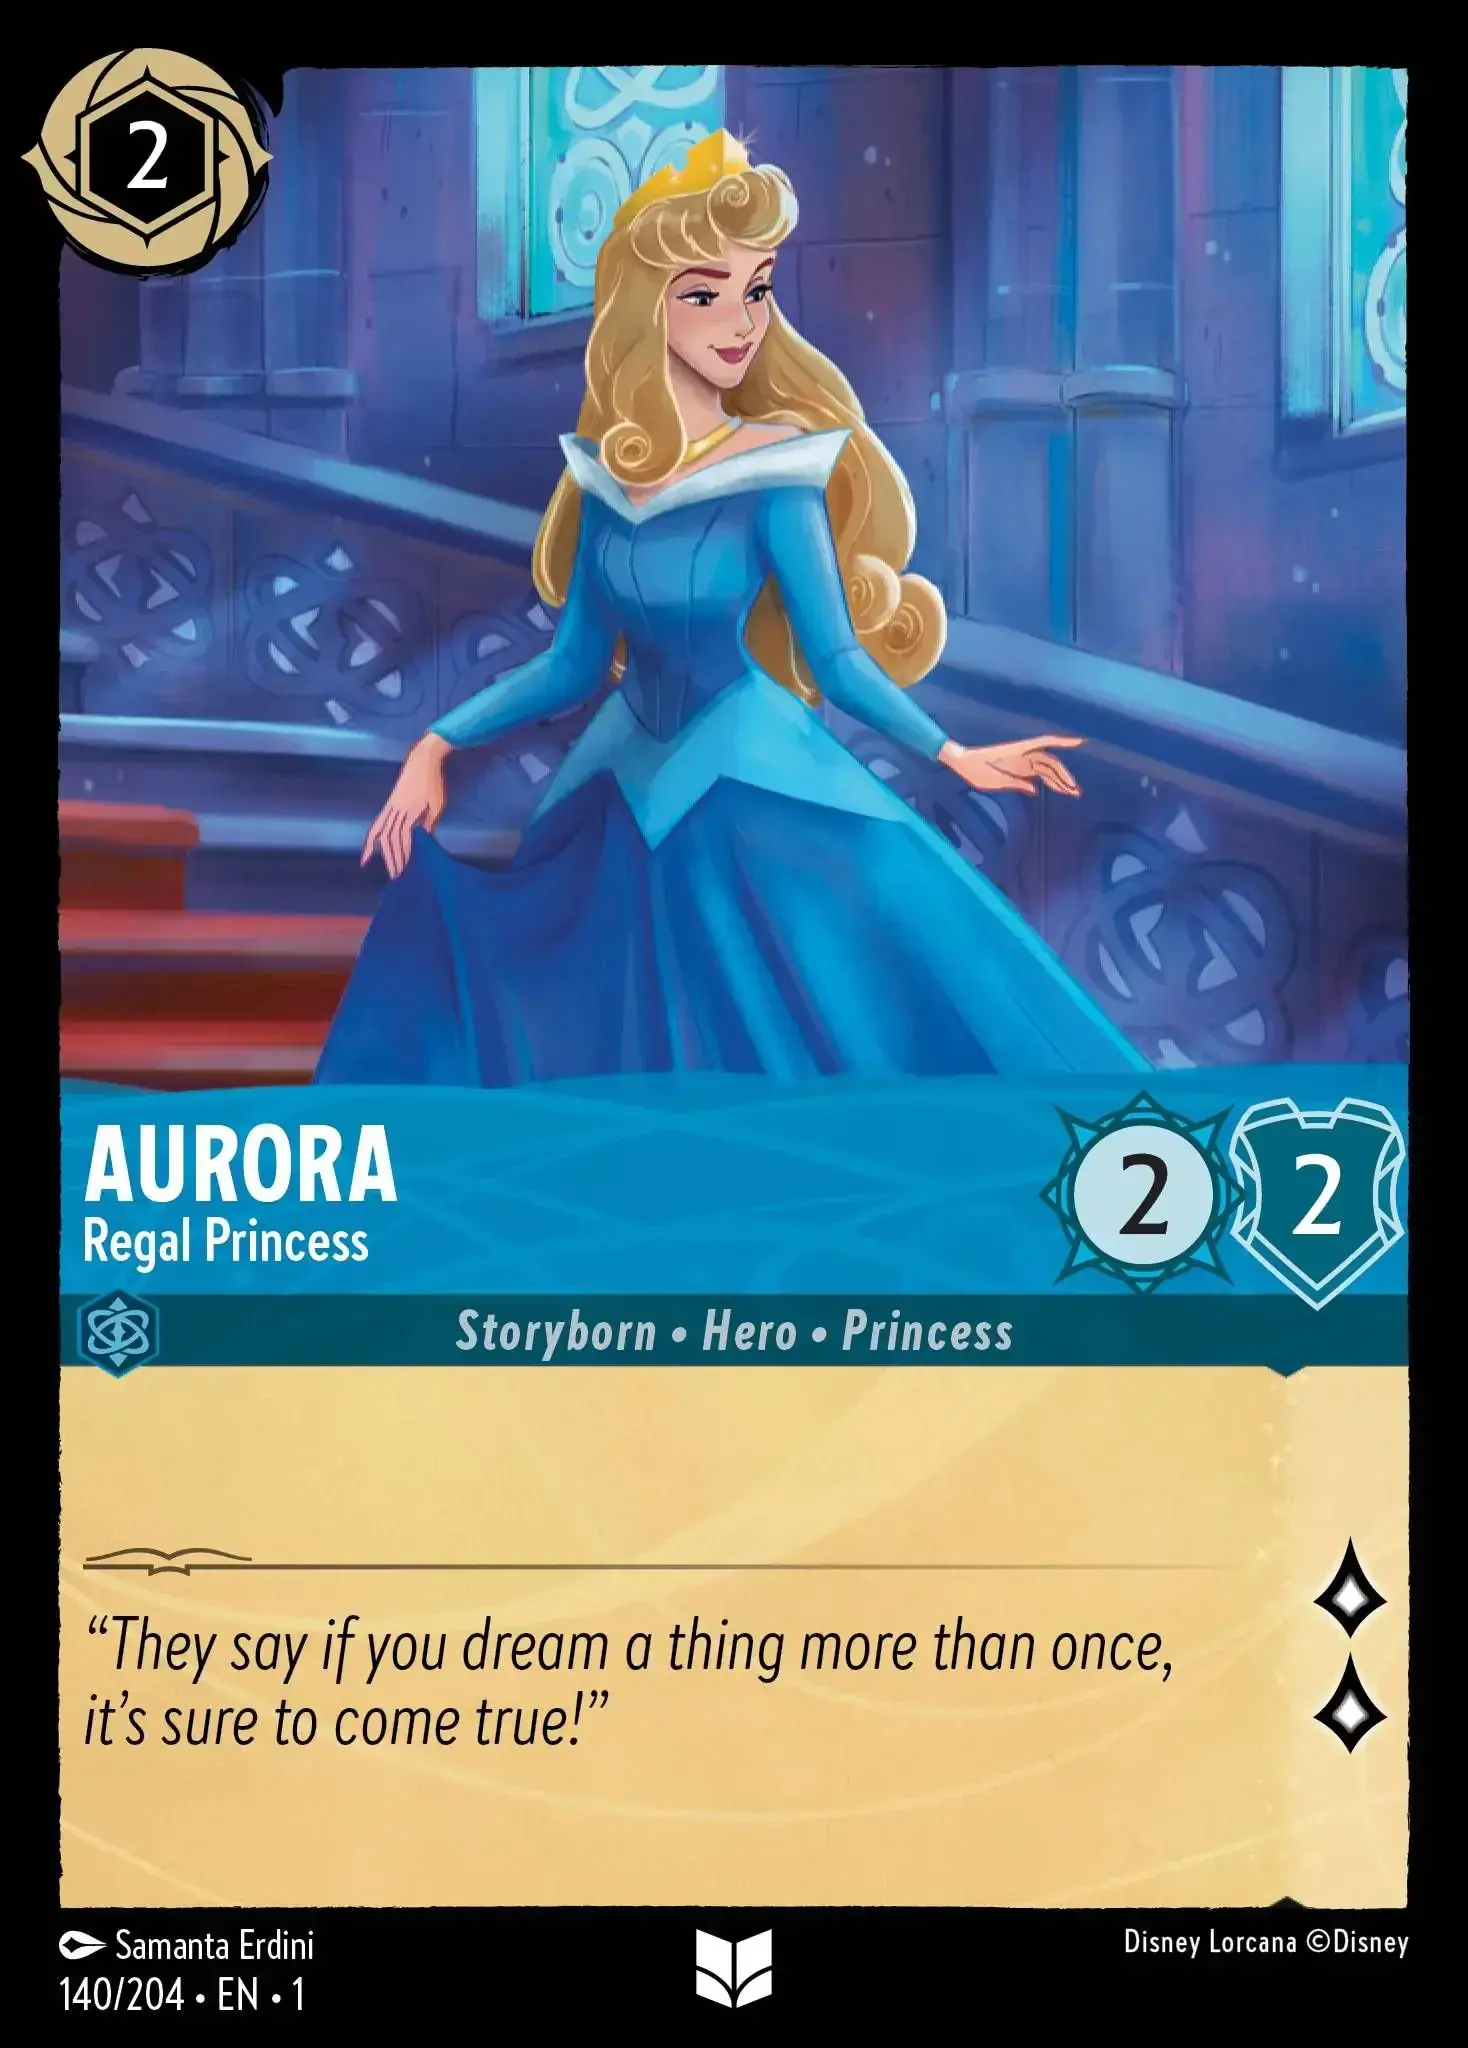 2
AURORA
Regal Princess
2 2
Storyborn • Hero • Princess
“They say if you dream a thing more than once,
it’s sure to come true!”
Samanta Erdini
140/204 • EN • 1
Disney Lorcana ©Disney